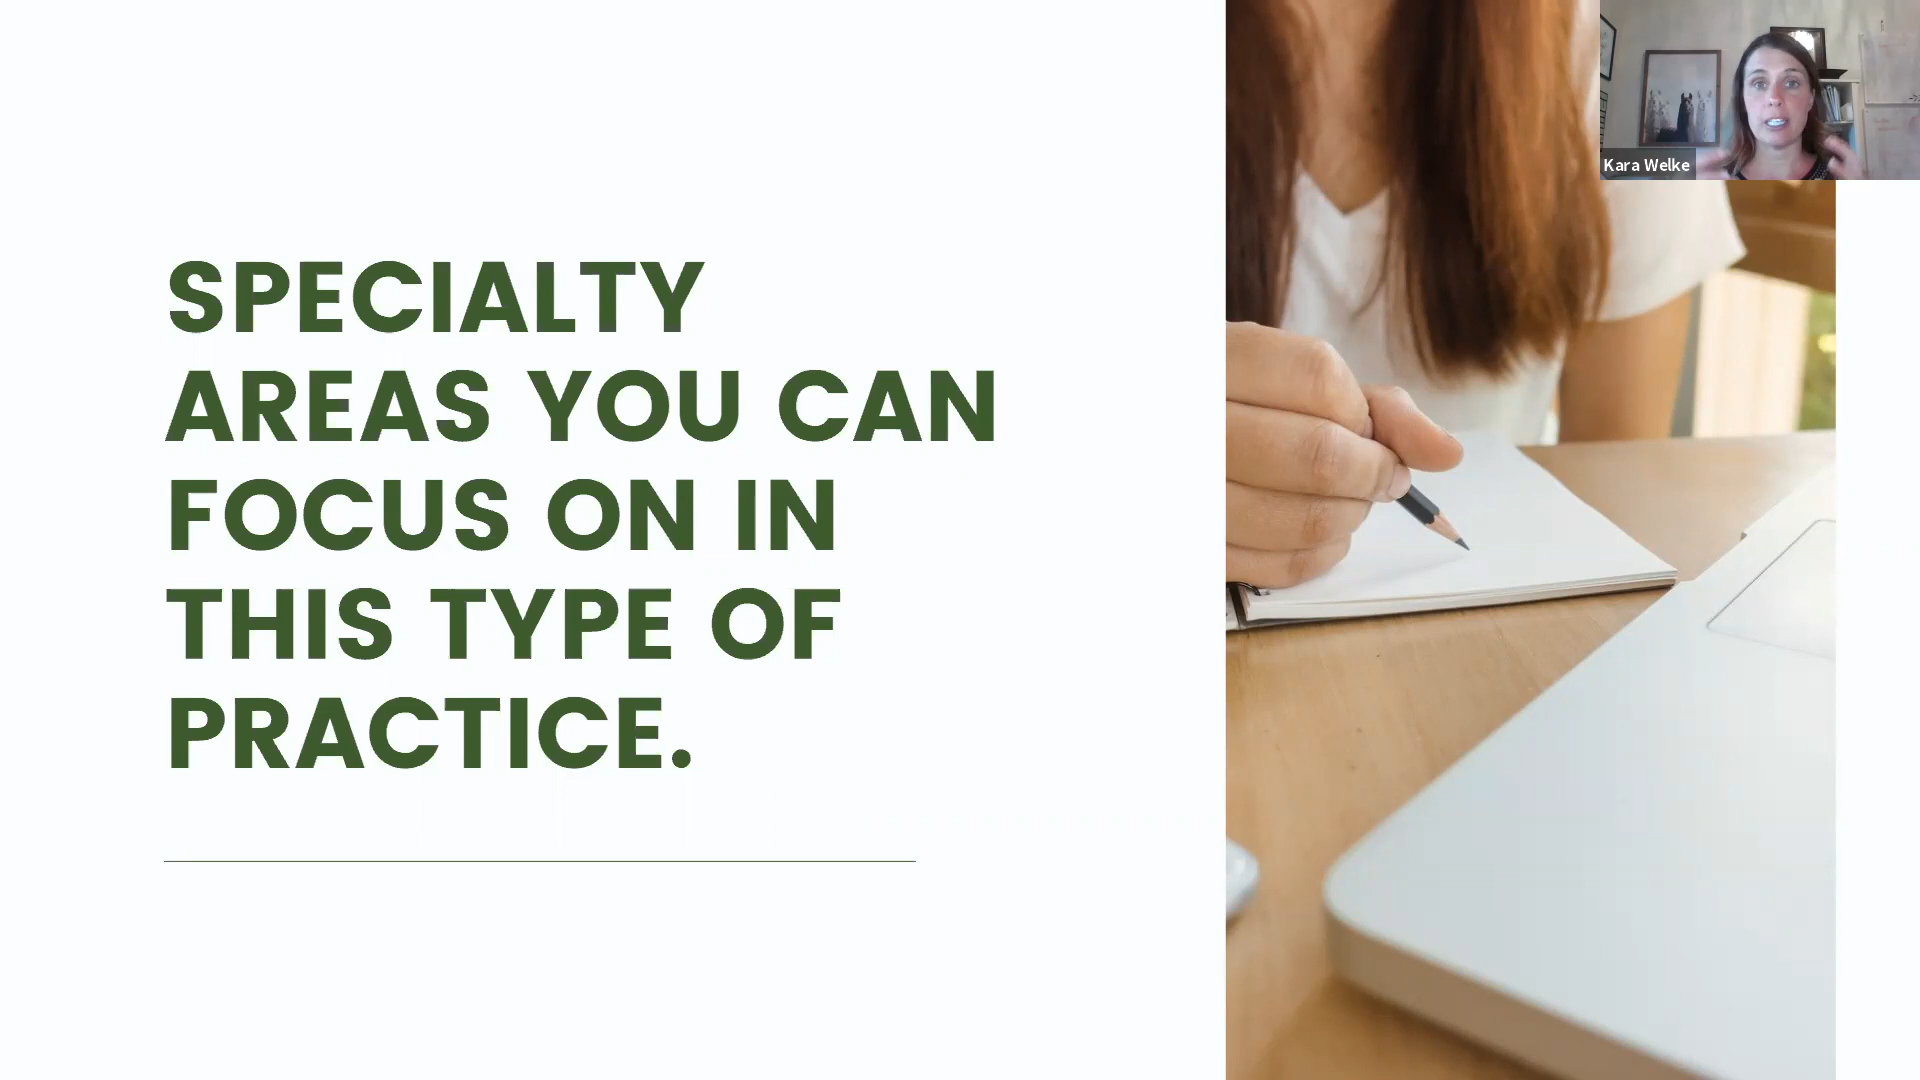 SPECIALTY
AREAS YOU CAN
FOCUS ON IN
THIS TYPE OF
PRACTICE.
Kara Welke